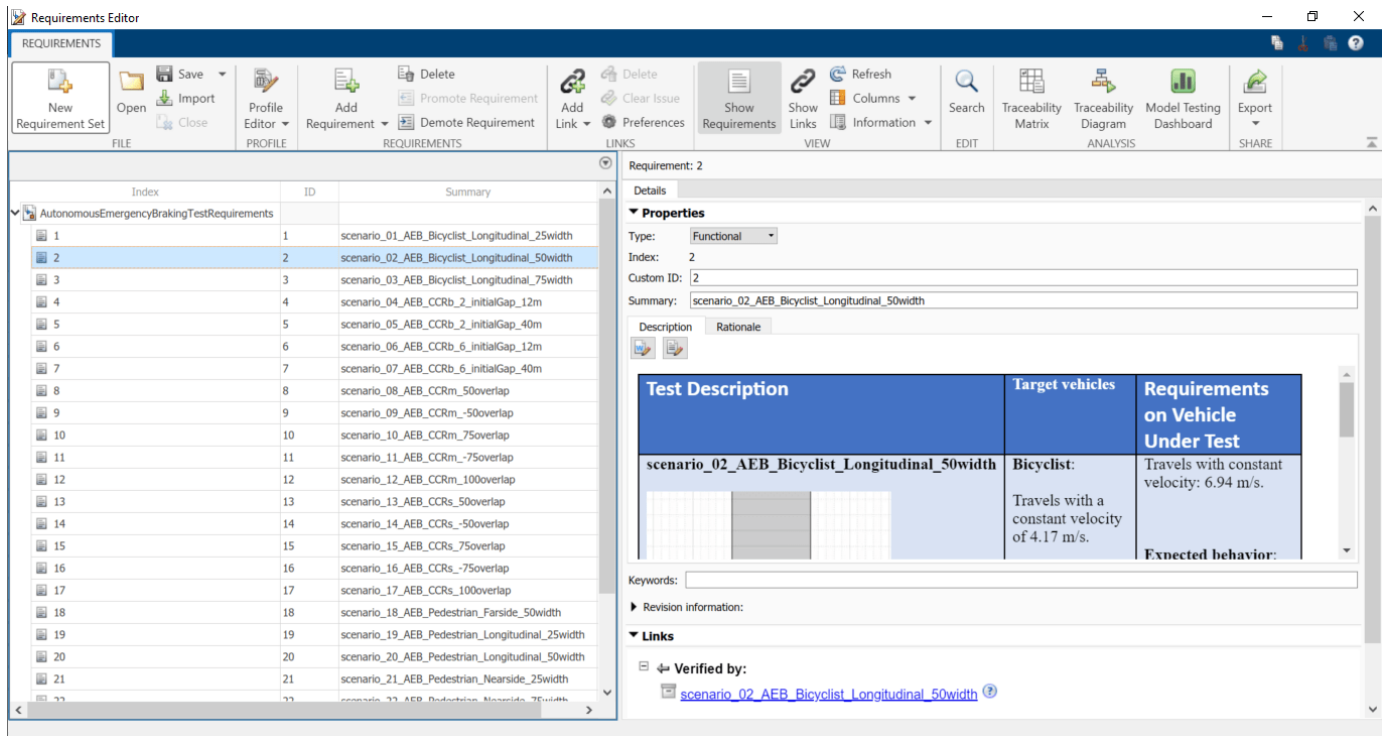 Requirements Editor
REQUIREMENTS
New
Requirement Set
Open
Save
Import
Close
FILE
Profile
Editor
PROFILE
Add
Requirement
Delete
Promote Requirement
Demote Requirement
REQUIREMENTS
Add
Link
Delete
Clear Issue
Preferences
LINKS
Show
Requirements
Show
Links
Refresh
Columns
Information
VIEW
Search
EDIT
Traceability
Matrix
Traceability
Diagram
Model Testing
Dashboard
ANALYSIS
Export
SHARE
Index ID Summary
AutonomousEmergencyBrakingTestRequirements
1 1 scenario_01_AEB_Bicyclist_Longitudinal_25width
2 2 scenario_02_AEB_Bicyclist_Longitudinal_50width
3 3 scenario_03_AEB_Bicyclist_Longitudinal_75width
4 4 scenario_04_AEB_CCRb_2_initialGap_12m
5 5 scenario_05_AEB_CCRb_2_initialGap_40m
6 6 scenario_06_AEB_CCRb_6_initialGap_12m
7 7 scenario_07_AEB_CCRb_6_initialGap_40m
8 8 scenario_08_AEB_CCRm_50overlap
9 9 scenario_09_AEB_CCRm_-50overlap
10 10 scenario_10_AEB_CCRm_75overlap
11 11 scenario_11_AEB_CCRm_-75overlap
12 12 scenario_12_AEB_CCRm_100overlap
13 13 scenario_13_AEB_CCRs_50overlap
14 14 scenario_14_AEB_CCRs_-50overlap
15 15 scenario_15_AEB_CCRs_75overlap
16 16 scenario_16_AEB_CCRs_-75overlap
17 17 scenario_17_AEB_CCRs_100overlap
18 18 scenario_18_AEB_Pedestrian_Farside_50width
19 19 scenario_19_AEB_Pedestrian_Longitudinal_25width
20 20 scenario_20_AEB_Pedestrian_Longitudinal_50width
21 21 scenario_21_AEB_Pedestrian_Nearside_25width
22 22 scenario_22_AEB_Pedestrian_Nearside_75width
Requirement: 2
Details
Properties
Type: Functional
Index: 2
Custom ID: 2
Summary: scenario_02_AEB_Bicyclist_Longitudinal_50width
Description Rationale
Test Description
Target vehicles
Requirements
on Vehicle
Under Test
scenario_02_AEB_Bicyclist_Longitudinal_50width
Bicyclist:
Travels with a
constant velocity
of 4.17 m/s.
Travels with constant
velocity: 6.94 m/s.
Expected behavior:
Keywords:
Revision information:
Links
Verified by:
scenario_02_AEB_Bicyclist_Longitudinal_50width